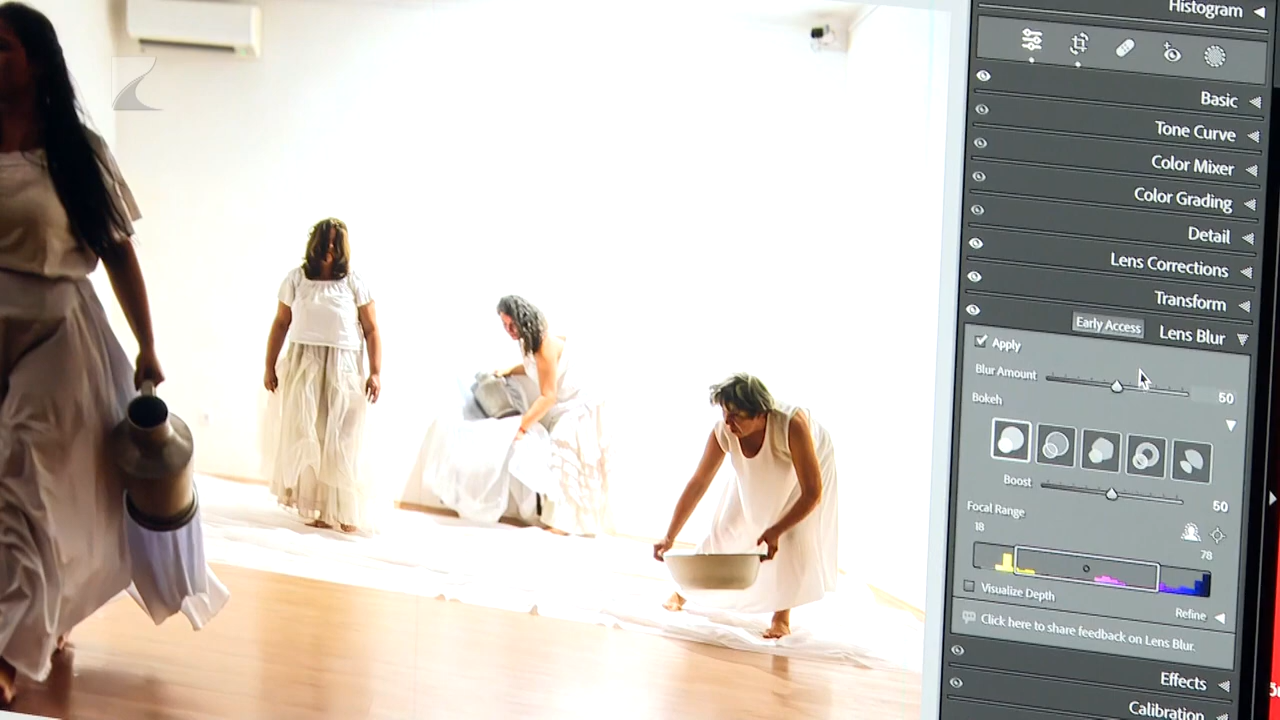 Histogram
Basic
Tone Curve
Color Mixer
Color Grading
Detail
Lens Corrections
Transform
Early Access
Lens Blur
Apply
Blur Amount
50
Bokeh
Boost
50
Focal Range
18
78
Visualize Depth
Refine
Click here to share feedback on Lens Blur.
Effects
Calibration